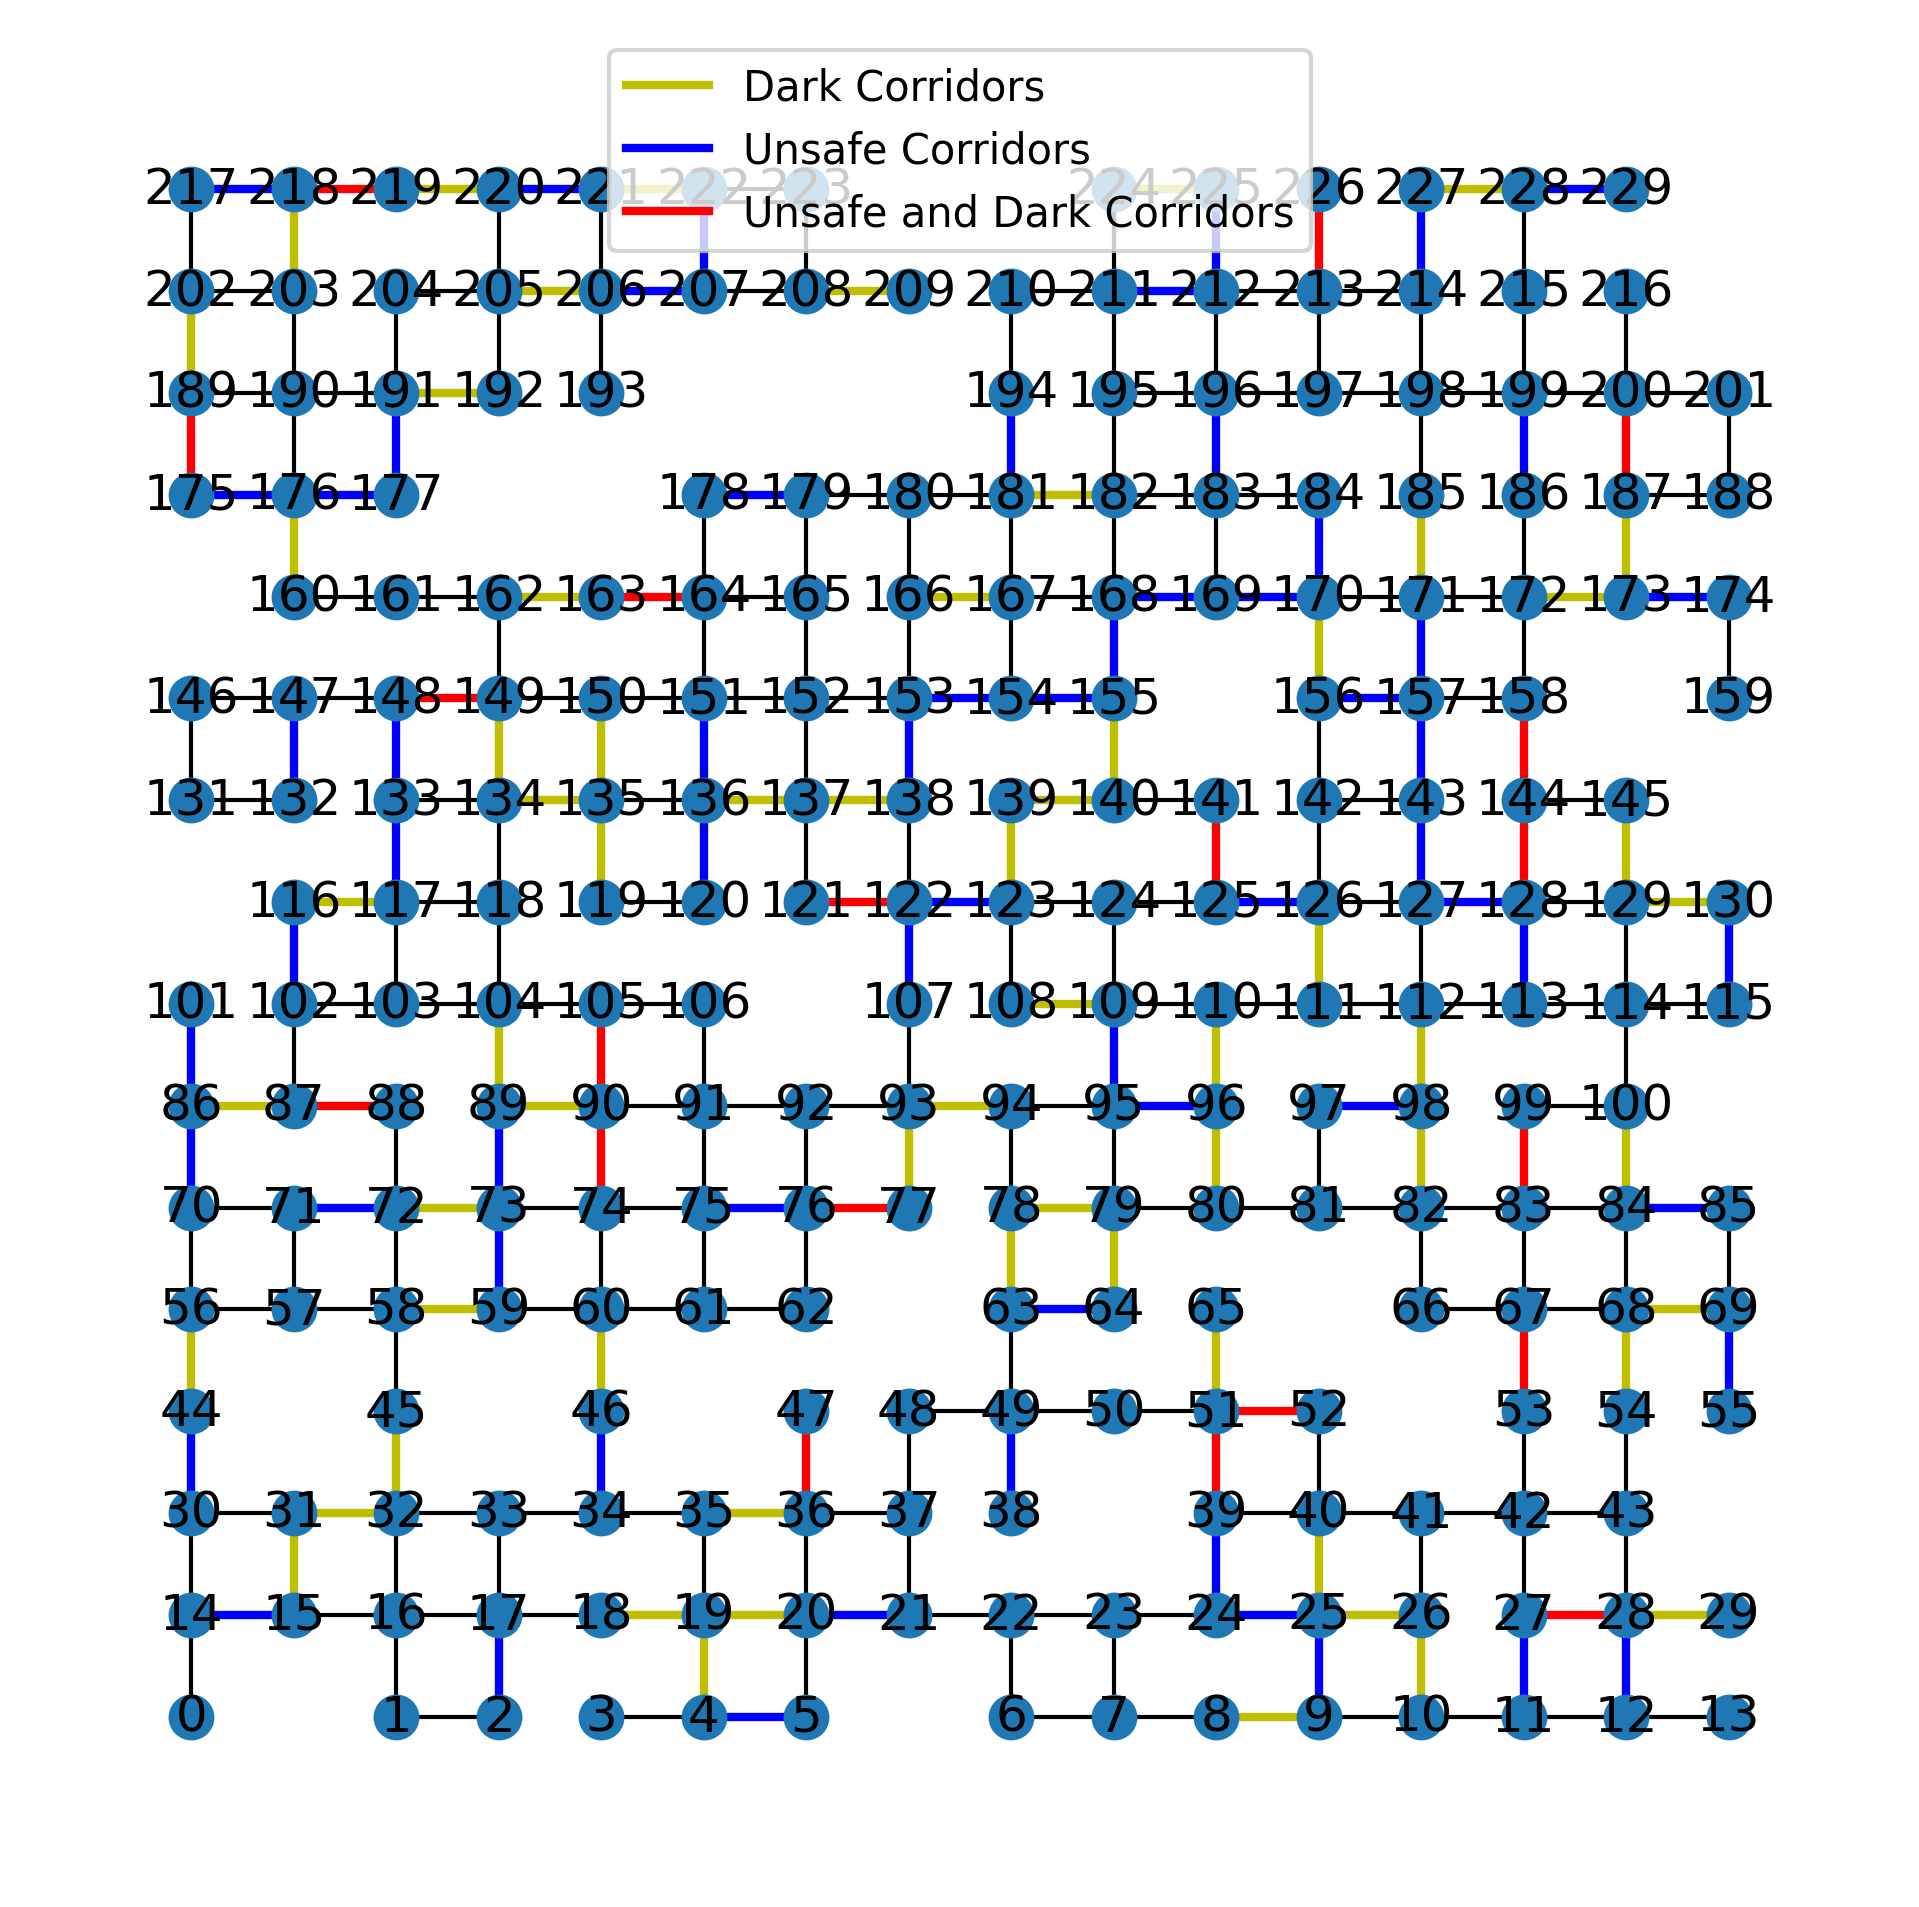 Dark Corridors
Unsafe Corridors
217 218 219 220 221 222 223 224 225 226 227 228 229
Unsafe and Dark Corridors
202 203 204 205 206 207 208 209 210 211 212 213 214 215 216
189 190 191 192 193 194 195 196 197 198 199 200 201
175 176 177 178 179 180 181 182 183 184 185 186 187 188
160 161 162 163 164 165 166 167 168 169 170 171 172 173 174
146 147 148 149 150 151 152 153 154 155 156 157 158 159
131 132 133 134 135 136 137 138 139 140 141 142 143 144 145
116 117 118 119 120 121 122 123 124 125 126 127 128 129 130
101 102 103 104 105 106 107 108 109 110 111 112 113 114 115
86 87 88 89 90 91 92 93 94 95 96 97 98 99 100
70 71 72 73 74 75 76 77 78 79 80 81 82 83 84 85
56 57 58 59 60 61 62 63 64 65 66 67 68 69
44 45 46 47 48 49 50 51 52 53 54 55
30 31 32 33 34 35 36 37 38 39 40 41 42 43
14 15 16 17 18 19 20 21 22 23 24 25 26 27 28 29
0 1 2 3 4 5 6 7 8 9 10 11 12 13